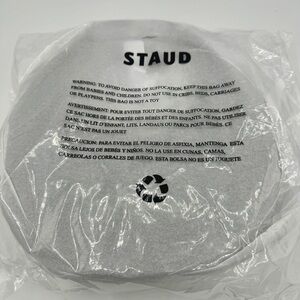 STAUD
WARNING: TO AVOID DANGER OF SUFFOCATION, KEEP THIS BAG AWAY
FROM BABIES AND CHILDREN. DO NOT USE IN CRIBS, BEDS, CARRIAGES
OR PLAYPENS. THIS BAG IS NOT A TOY
AVERTISSEMENT: POUR EVITER TOUT DANGER DE SUFFOCATION, GARDEZ
CE SAC HORS DE LA PORTÉE DES BÉBÉS ET DES ENFANTS. NE PAS UTILISER
DANS UN LIT D'ENFANT, LITS, LANDAUS OU PARCS POUR BÉBÉS. CE
SAC N'EST PAS UN JOUET
PRECAUCION: PARA EVITAR EL PELIGRO DE ASFIXIA, MANTENGA, ESTA
BOLSA LEJOS DE BEBÉS Y NIÑOS. NO LA USE EN CUNAS, CAMAS,
CARRIOLAS O CORRALES DE JUEGO. ESTA BOLSA NO ES UN JUGUETE